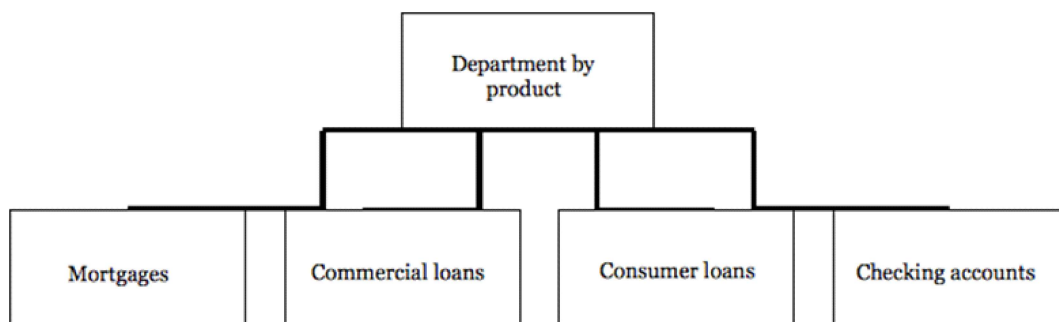 Department by
product
Mortgages
Commercial loans
Consumer loans
Checking accounts